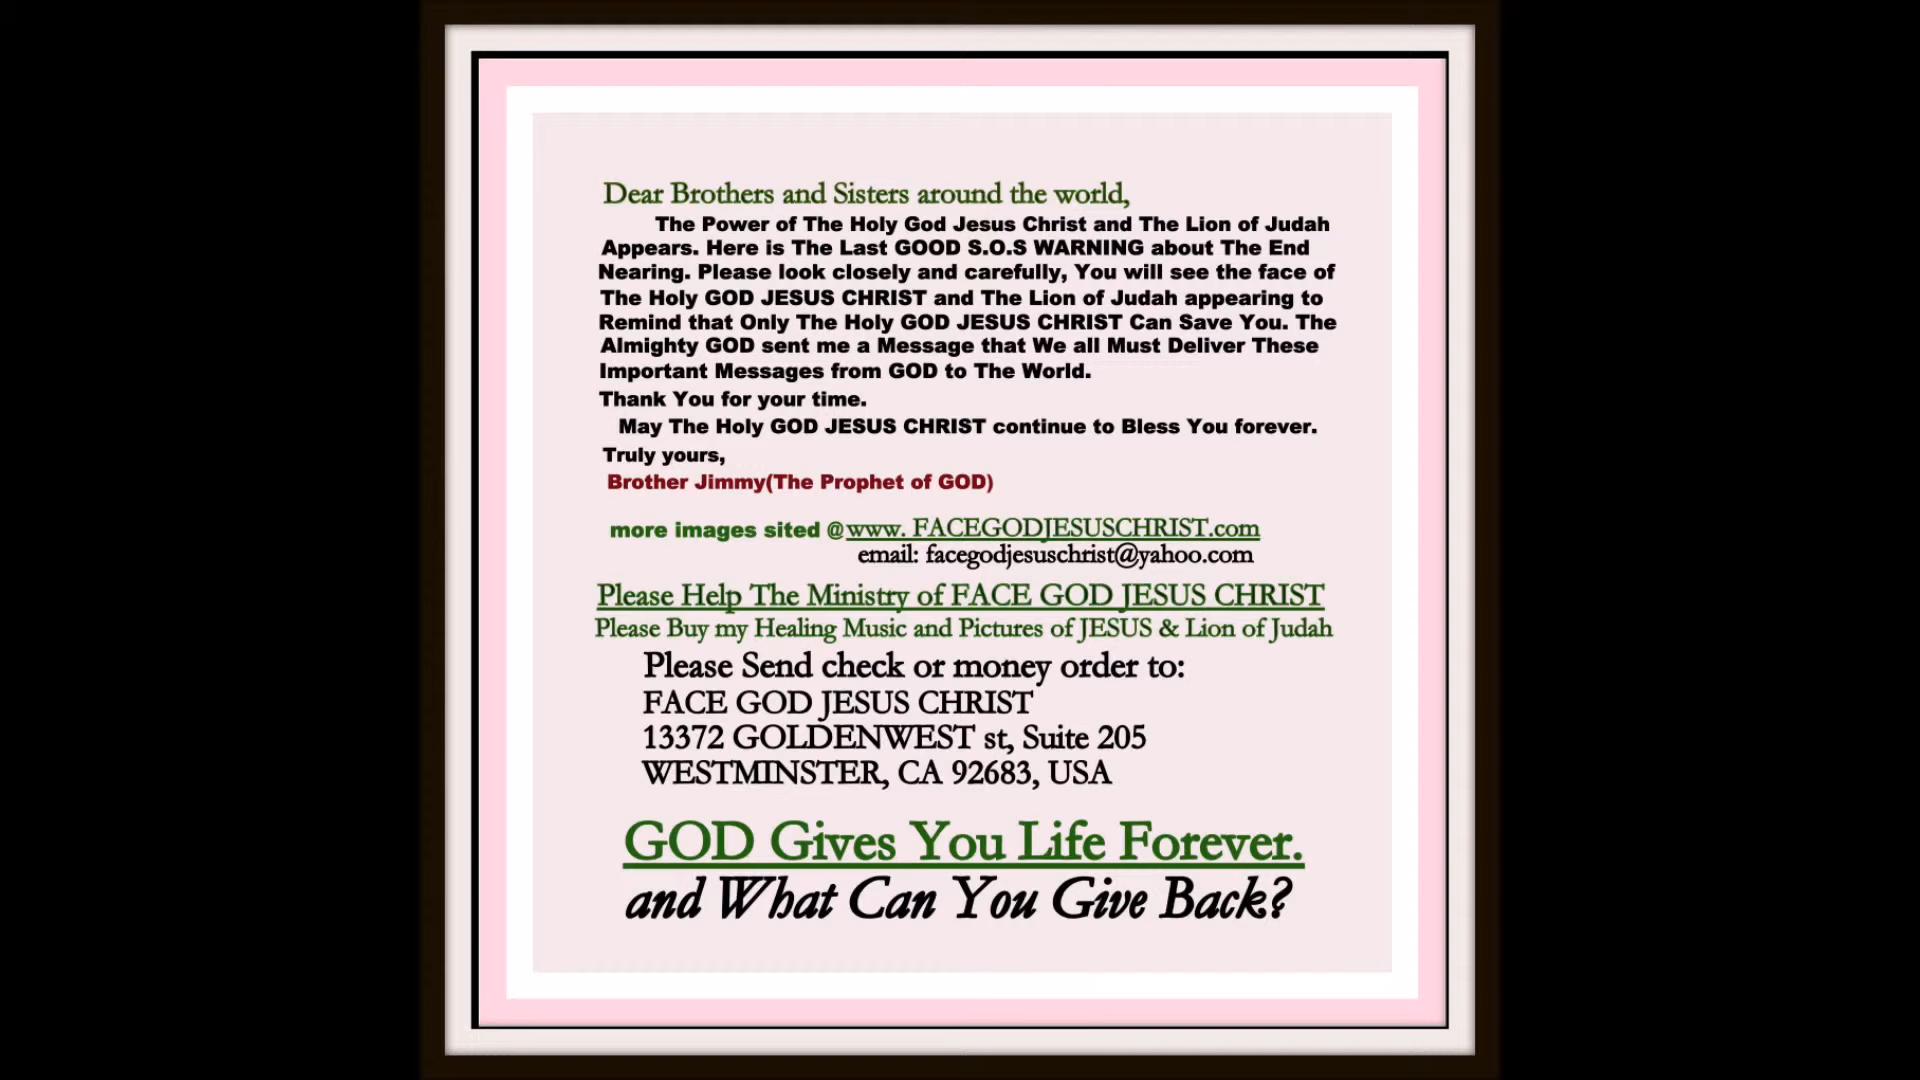 Dear Brothers and Sisters around the world,
The Power of The Holy God Jesus Christ and The Lion of Judah
Appears. Here is The Last GOOD S.O.S WARNING about The End
Nearing. Please look closely and carefully, You will see the face of
The Holy GOD JESUS CHRIST and The Lion of Judah appearing to
Remind that Only The Holy GOD JESUS CHRIST Can Save You. The
Almighty GOD sent me a Message that We all Must Deliver These
Important Messages from GOD to The World.
Thank You for your time.
May The Holy GOD JESUS CHRIST continue to Bless You forever.
Truly yours,
Brother Jimmy(The Prophet of GOD)
more images sited @www. FACEGODJESUSCHRIST.com
email: facegodjesuschrist@yahoo.com
Please Help The Ministry of FACE GOD JESUS CHRIST
Please Buy my Healing Music and Pictures of JESUS & Lion of Judah
Please Send check or money order to:
FACE GOD JESUS CHRIST
13372 GOLDENWEST st, Suite 205
WESTMINSTER, CA 92683, USA
GOD Gives You Life Forever.
and What Can You Give Back?